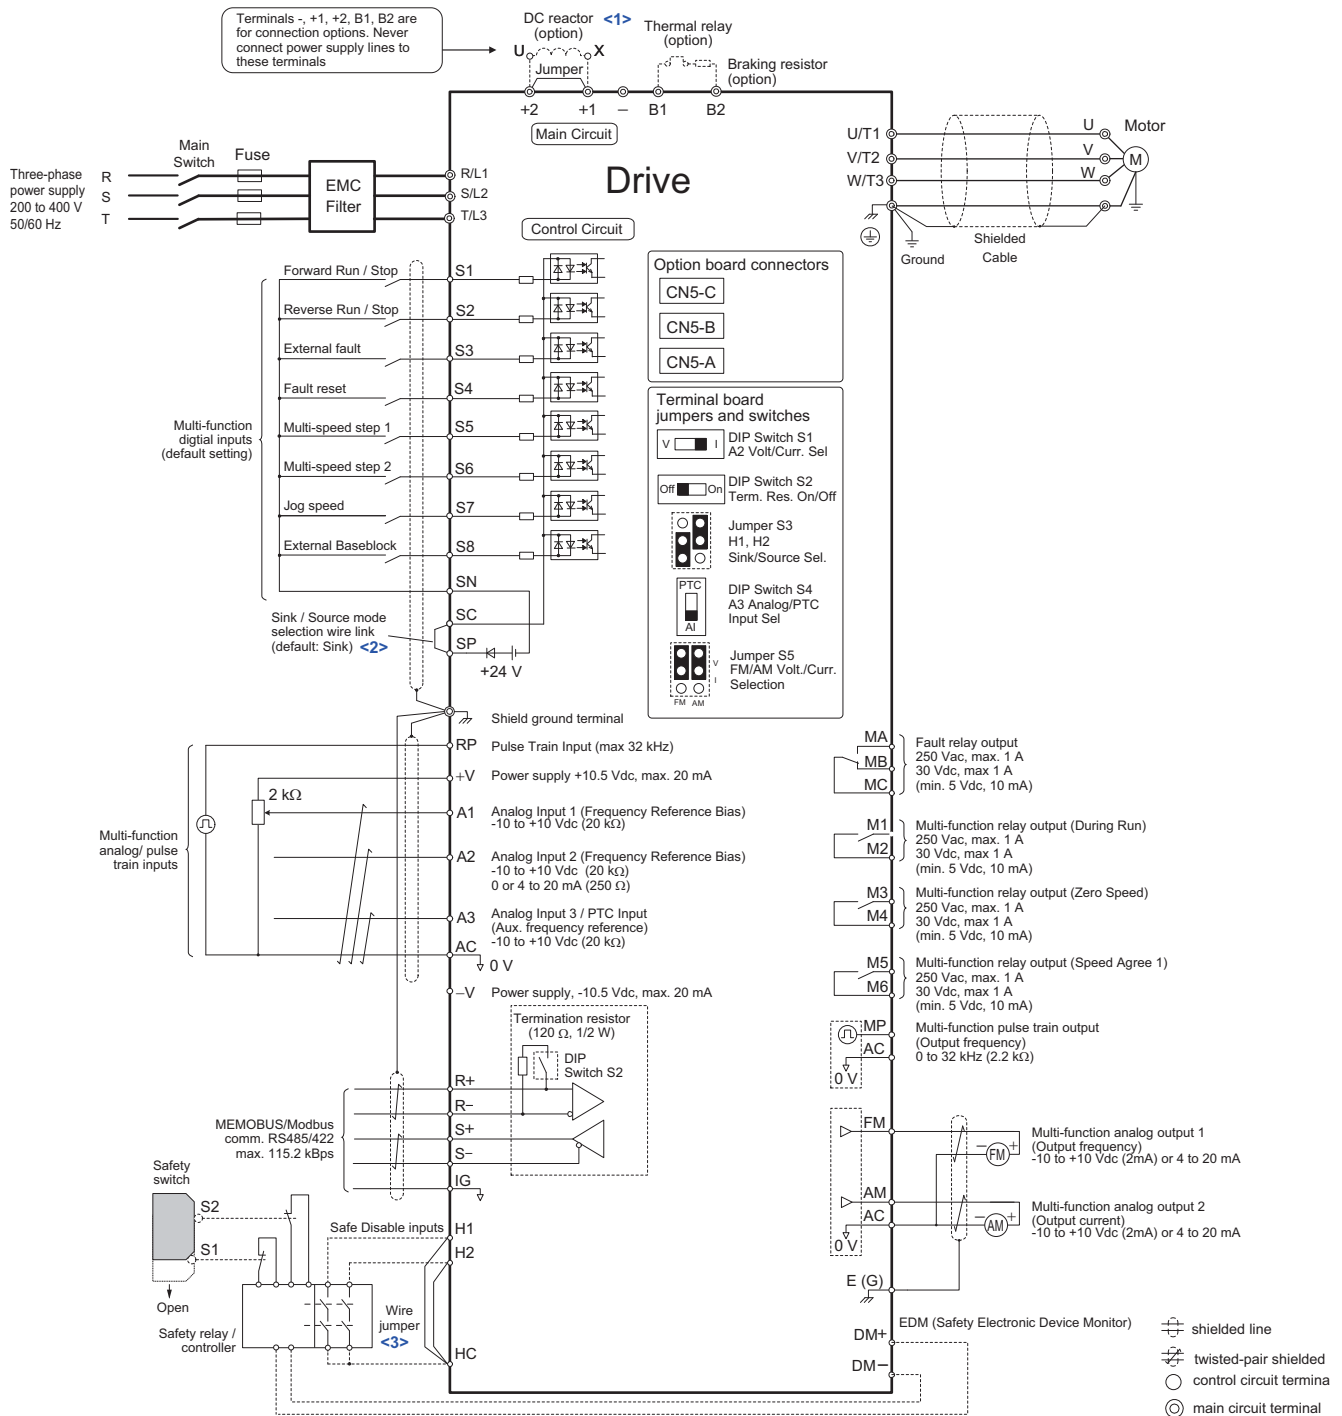 Terminals -, +1, +2, B1, B2 are
for connection options. Never
connect power supply lines to
these terminals
DC reactor <1>
(option)
U X
Jumper
Thermal relay
(option)
Braking resistor
(option)
+2 +1 – B1 B2
Main Circuit
Drive
Three-phase
power supply
200 to 400 V
50/60 Hz
R
S
T
Main
Switch
Fuse
EMC
Filter
R/L1
S/L2
T/L3
U/T1
V/T2
W/T3
U
V
W
Motor
M
Ground
Shielded
Cable
Control Circuit
Multi-function
digtial inputs
(default setting)
Forward Run / Stop S1
Reverse Run / Stop S2
External fault S3
Fault reset S4
Multi-speed step 1 S5
Multi-speed step 2 S6
Jog speed S7
External Baseblock S8
SN
SC
SP
+24 V
Sink / Source mode
selection wire link
(default: Sink) <2>
Option board connectors
CN5-C
CN5-B
CN5-A
Terminal board
jumpers and switches
V I
DIP Switch S1
A2 Volt/Curr. Sel
Off On
DIP Switch S2
Term. Res. On/Off
Jumper S3
H1, H2
Sink/Source Sel.
PTC
AI
DIP Switch S4
A3 Analog/PTC
Input Sel
V
I
FM AM
Jumper S5
FM/AM Volt./Curr.
Selection
Shield ground terminal
Multi-function
analog/ pulse
train inputs
2 kΩ
RP Pulse Train Input (max 32 kHz)
+V Power supply +10.5 Vdc, max. 20 mA
A1 Analog Input 1 (Frequency Reference Bias)
-10 to +10 Vdc (20 kΩ)
A2 Analog Input 2 (Frequency Reference Bias)
-10 to +10 Vdc (20 kΩ)
0 or 4 to 20 mA (250 Ω)
A3 Analog Input 3 / PTC Input
(Aux. frequency reference)
-10 to +10 Vdc (20 kΩ)
AC
0 V
–V Power supply, -10.5 Vdc, max. 20 mA
Termination resistor
(120 Ω, 1/2 W)
DIP
Switch S2
MEMOBUS/Modbus
comm. RS485/422
max. 115.2 kBps
R+
R–
S+
S–
IG
Safety
switch
S2
S1
Open
Safety relay /
controller
Safe Disable inputs
Wire
jumper
<3>
H1
H2
HC
MA
MB
MC
Fault relay output
250 Vac, max. 1 A
30 Vdc, max 1 A
(min. 5 Vdc, 10 mA)
M1
M2
Multi-function relay output (During Run)
250 Vac, max. 1 A
30 Vdc, max 1 A
(min. 5 Vdc, 10 mA)
M3
M4
Multi-function relay output (Zero Speed)
250 Vac, max. 1 A
30 Vdc, max 1 A
(min. 5 Vdc, 10 mA)
M5
M6
Multi-function relay output (Speed Agree 1)
250 Vac, max. 1 A
30 Vdc, max 1 A
(min. 5 Vdc, 10 mA)
MP
AC
0 V
Multi-function pulse train output
(Output frequency)
0 to 32 kHz (2.2 kΩ)
FM
– FM +
Multi-function analog output 1
(Output frequency)
-10 to +10 Vdc (2mA) or 4 to 20 mA
AM
AC
0 V
– AM +
Multi-function analog output 2
(Output current)
-10 to +10 Vdc (2mA) or 4 to 20 mA
E (G)
EDM (Safety Electronic Device Monitor)
DM+
DM–
shielded line
twisted-pair shielded
control circuit termina
main circuit terminal